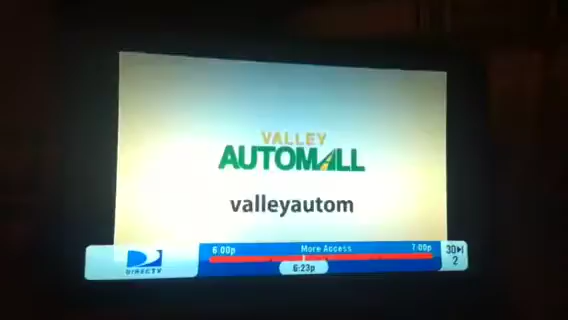 VALLEY
AUTOMALL
valleyautom
6:00p More Access 7:00p
30
2
6:23p
DIRECTV